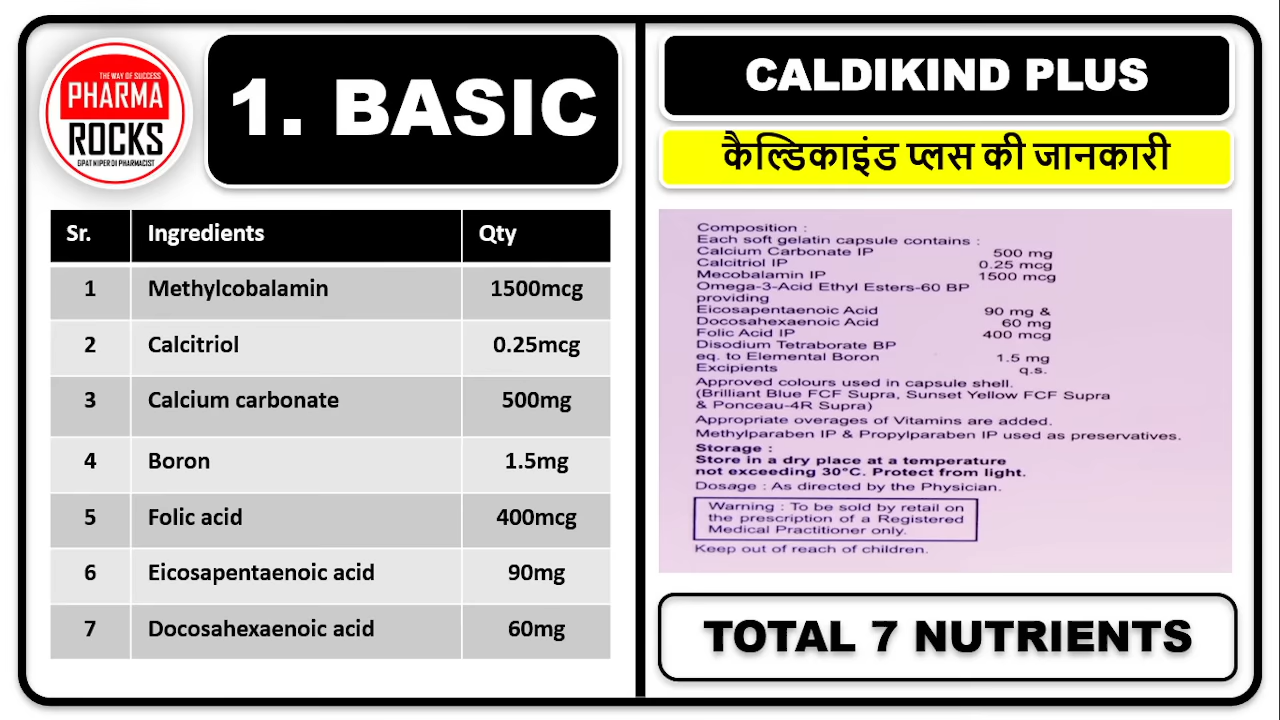 THE WAY OF SUCCESS
PHARMA
ROCKS
GPAT NIPER DI PHARMACIST
1. BASIC
Sr. Ingredients Qty
1 Methylcobalamin 1500mcg
2 Calcitriol 0.25mcg
3 Calcium carbonate 500mg
4 Boron 1.5mg
5 Folic acid 400mcg
6 Eicosapentaenoic acid 90mg
7 Docosahexaenoic acid 60mg
CALDIKIND PLUS
कैल्डिकाइंड प्लस की जानकारी
Composition :
Each soft gelatin capsule contains :
Calcium Carbonate IP 500 mg
Calcitriol IP 0.25 mcg
Mecobalamin IP 1500 mcg
Omega-3-Acid Ethyl Esters-60 BP
providing
Eicosapentaenoic Acid 90 mg &
Docosahexaenoic Acid 60 mg
Folic Acid IP 400 mcg
Disodium Tetraborate BP
eq. to Elemental Boron 1.5 mg
Excipients q.s.
Approved colours used in capsule shell.
(Brilliant Blue FCF Supra, Sunset Yellow FCF Supra
& Ponceau-4R Supra)
Appropriate overages of Vitamins are added.
Methylparaben IP & Propylparaben IP used as preservatives.
Storage :
Store in a dry place at a temperature
not exceeding 30°C. Protect from light.
Dosage : As directed by the Physician.
Warning : To be sold by retail on
the prescription of a Registered
Medical Practitioner only.
Keep out of reach of children.
TOTAL 7 NUTRIENTS